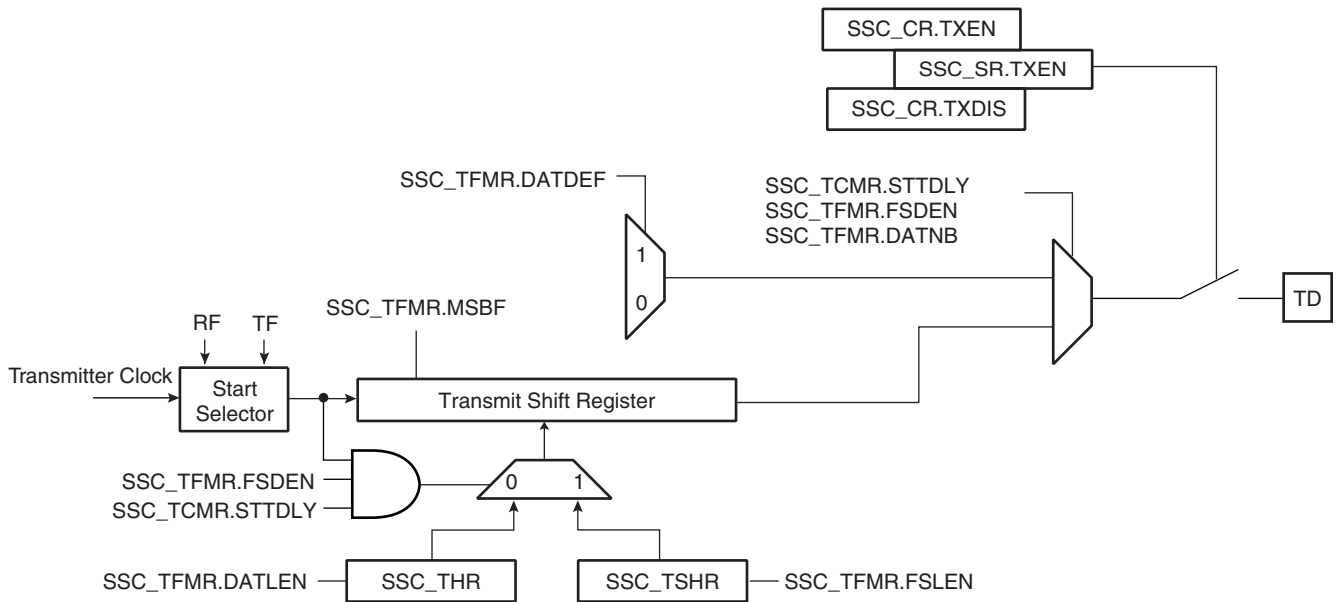 SSC_CR.TXEN
SSC_SR.TXEN
SSC_CR.TXDIS
SSC_TFMR.DATDEF
SSC_TCMR.STTDLY
SSC_TFMR.FSDEN
SSC_TFMR.DATNB
1
0
TD
SSC_TFMR.MSBF
RF
TF
Transmitter Clock
Start
Selector
Transmit Shift Register
SSC_TFMR.FSDEN
SSC_TCMR.STTDLY
0
1
SSC_TFMR.DATLEN
SSC_THR
SSC_TSHR
SSC_TFMR.FSLEN